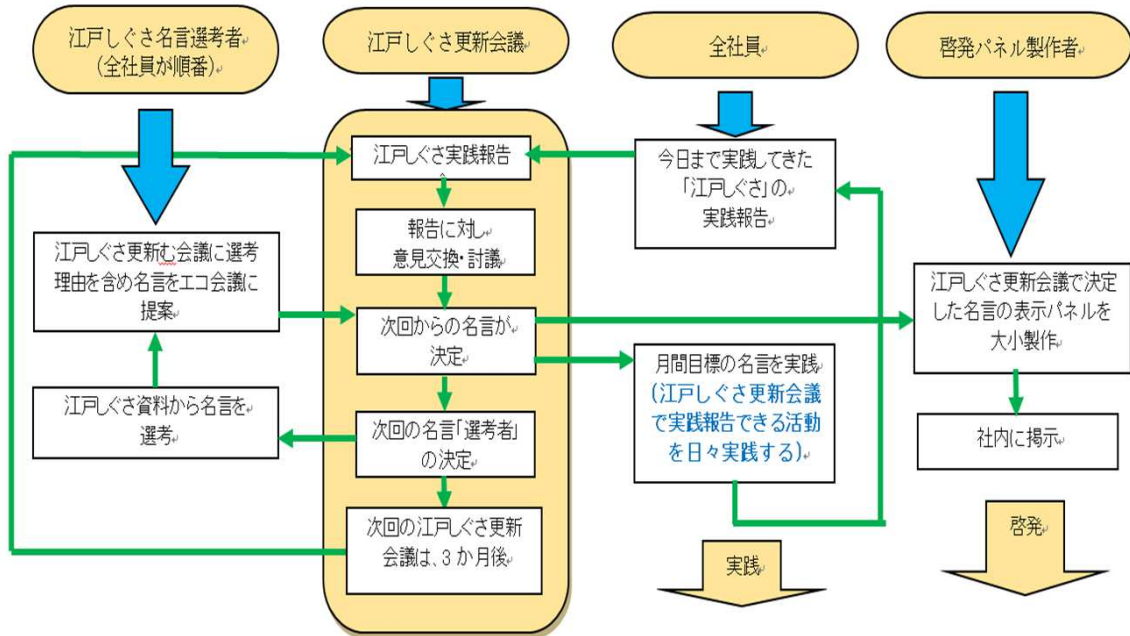 江戸しぐさ名言選考者
(全社員が順番)
江戸しぐさ更新会議
全社員
啓発パネル製作者
江戸しぐさ実践報告
報告に対し
意見交換・討議
次回からの名言が
決定
次回の名言「選考者」
の決定
次回の江戸しぐさ更新
会議は、3か月後
江戸しぐさ更新む会議に選考
理由を含め名言をエコ会議に
提案
江戸しぐさ資料から名言を
選考
今日まで実践してきた
「江戸しぐさ」の
実践報告
月間目標の名言を実践
(江戸しぐさ更新会議
で実践報告できる活動
を日々実践する)
実践
江戸しぐさ更新会議で決定
した名言の表示パネルを
大小製作
社内に掲示
啓発